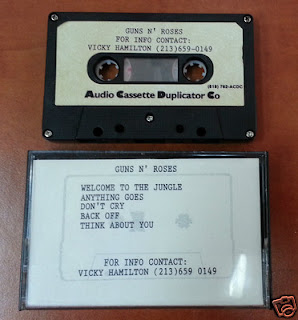 GUNS N' ROSES
FOR INFO CONTACT:
VICKY HAMILTON (213)659-0149
(818) 762-ACDC
Audio Cassette Duplicator Co
GUNS N' ROSES
WELCOME TO THE JUNGLE
ANYTHING GOES
DON'T CRY
BACK OFF
THINK ABOUT YOU
FOR INFO CONTACT:
VICKY HAMILTON (213)659 0149